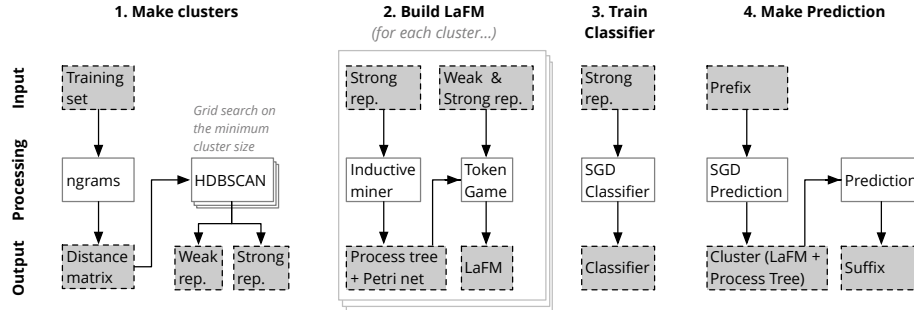 1. Make clusters
2. Build LaFM
(for each cluster...)
3. Train
Classifier
4. Make Prediction
Input
Training
set
Strong
rep.
Weak &
Strong rep.
Strong
rep.
Prefix
Grid search on
the minimum
cluster size
Processing
ngrams
HDBSCAN
Inductive
miner
Token
Game
SGD
Classifier
SGD
Prediction
Prediction
Output
Distance
matrix
Weak
rep.
Strong
rep.
Process tree
+ Petri net
LaFM
Classifier
Cluster (LaFM +
Process Tree)
Suffix